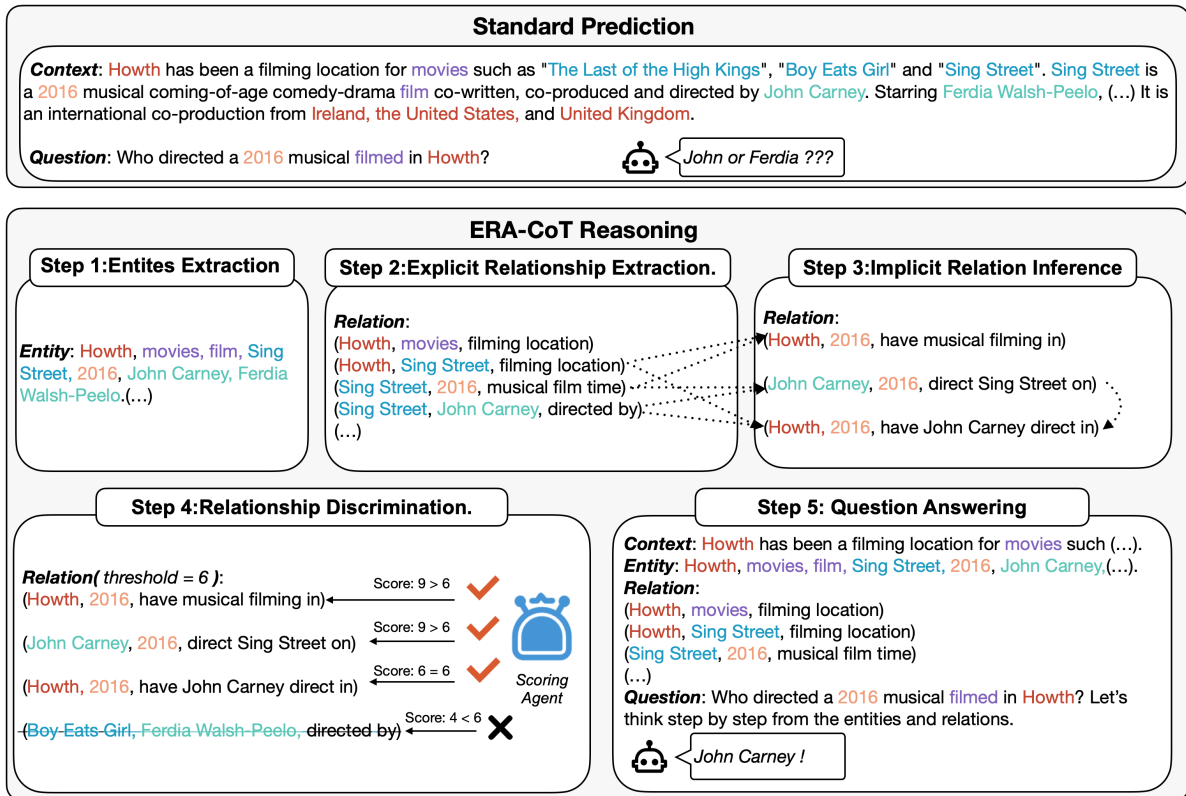 Standard Prediction
Context: Howth has been a filming location for movies such as "The Last of the High Kings", "Boy Eats Girl" and "Sing Street". Sing Street is
a 2016 musical coming-of-age comedy-drama film co-written, co-produced and directed by John Carney. Starring Ferdia Walsh-Peelo, (...) It is
an international co-production from Ireland, the United States, and United Kingdom.
Question: Who directed a 2016 musical filmed in Howth?
John or Ferdia ???
ERA-CoT Reasoning
Step 1:Entites Extraction
Entity: Howth, movies, film, Sing
Street, 2016, John Carney, Ferdia
Walsh-Peelo.(...)
Step 2:Explicit Relationship Extraction.
Relation:
(Howth, movies, filming location)
(Howth, Sing Street, filming location)
(Sing Street, 2016, musical film time)
(Sing Street, John Carney, directed by)
(...)
Step 3:Implicit Relation Inference
Relation:
(Howth, 2016, have musical filming in)
(John Carney, 2016, direct Sing Street on)
(Howth, 2016, have John Carney direct in)
Step 4:Relationship Discrimination.
Relation( threshold = 6 ):
(Howth, 2016, have musical filming in)
Score: 9 > 6
(John Carney, 2016, direct Sing Street on)
Score: 9 > 6
(Howth, 2016, have John Carney direct in)
Score: 6 = 6
(Boy Eats Girl, Ferdia Walsh-Peelo, directed by)
Score: 4 < 6
Scoring
Agent
Step 5: Question Answering
Context: Howth has been a filming location for movies such (...).
Entity: Howth, movies, film, Sing Street, 2016, John Carney,(...).
Relation:
(Howth, movies, filming location)
(Howth, Sing Street, filming location)
(Sing Street, 2016, musical film time)
(...)
Question: Who directed a 2016 musical filmed in Howth? Let's
think step by step from the entities and relations.
John Carney !